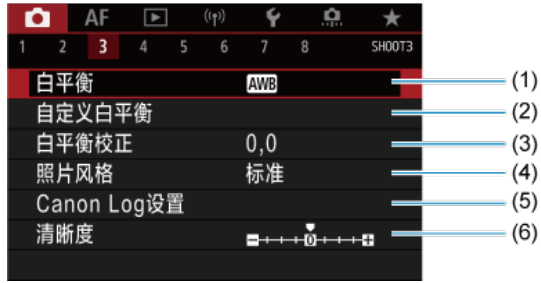 AF
1 2 3 4 5 6 7 8 SHOOT3
白平衡 AWB (1)
自定义白平衡 (2)
白平衡校正 0,0 (3)
照片风格 标准 (4)
Canon Log设置 (5)
清晰度 0 (6)